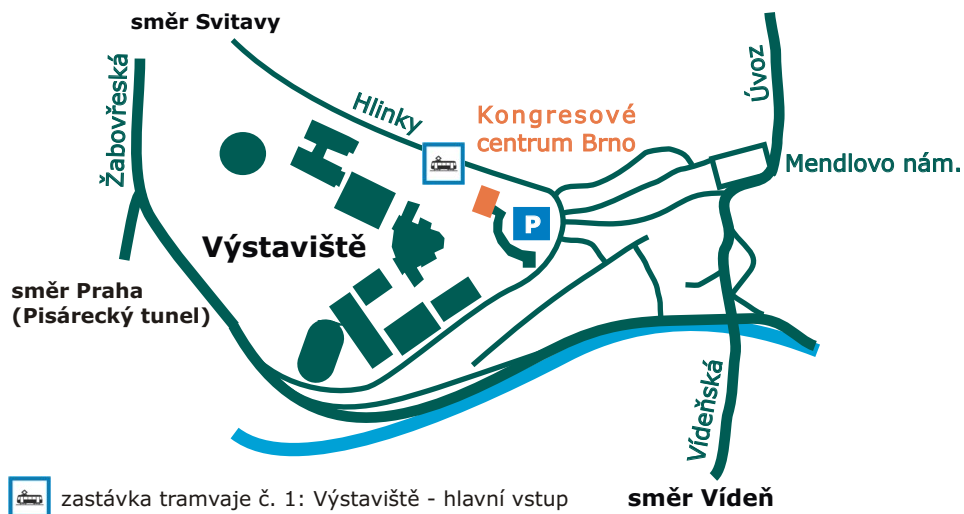 směr Svitavy
Žabovřeská
Hlinky
Kongresové
centrum Brno
Úvoz
Mendlovo nám.
P
Výstaviště
směr Praha
(Pisárecký tunel)
Vídeňská
zastávka tramvaje č. 1: Výstaviště - hlavní vstup
směr Vídeň